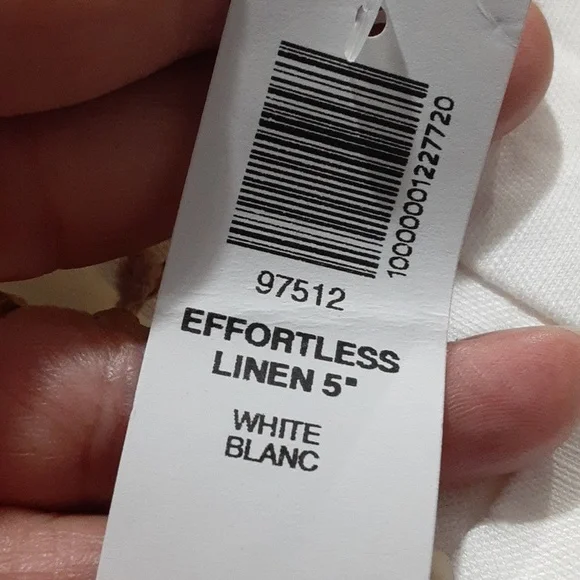 1000001227720
97512
EFFORTLESS
LINEN 5"
WHITE
BLANC